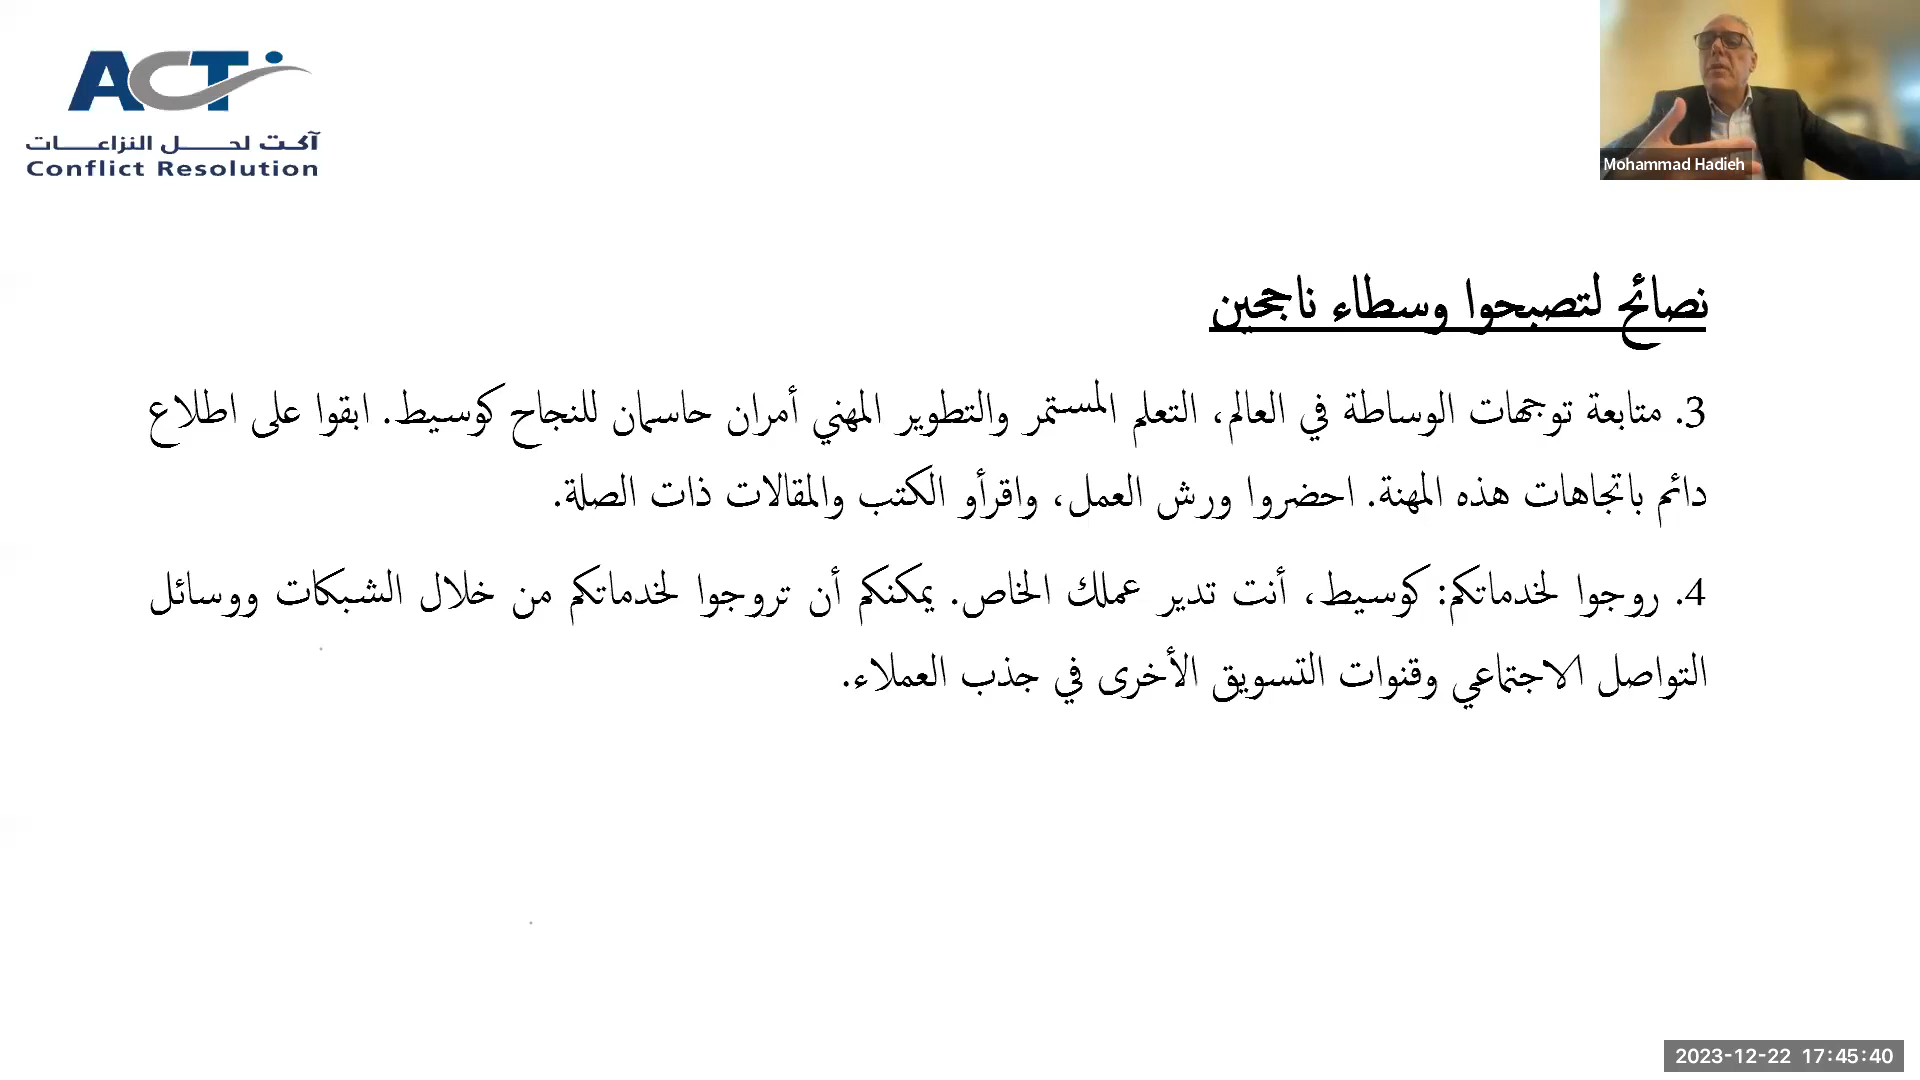 ACT
آكت لحل النزاعات
Conflict Resolution
Mohammad Hadieh
نصائح لتصبحوا وسطاء ناجحين
3. متابعة توجهات الوساطة في العالم، التعلم المستمر والتطوير المهني أمران حاسمان للنجاح كوسيط. ابقوا على اطلاع
دائم باتجاهات هذه المهنة. احضروا ورش العمل، واقرأو الكتب والمقالات ذات الصلة.
4. روجوا لخدماتكم: كوسيط، أنت تدير عملك الخاص. يمكنكم أن تروجوا لخدماتكم من خلال الشبكات ووسائل
التواصل الاجتماعي وقنوات التسويق الأخرى في جذب العملاء.
2023-12-22 17:45:40